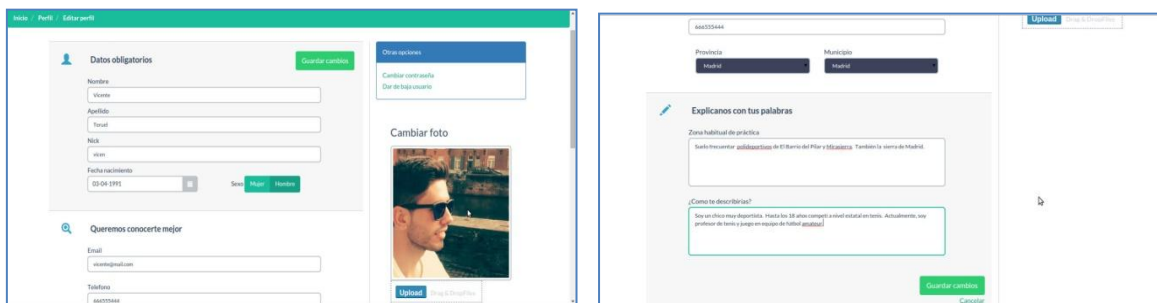 Inicio / Perfil / Editar perfil
Datos obligatorios
Guardar cambios
Nombre
Vicente
Apellido
Teruel
Nick
vicen
Fecha nacimiento
03-04-1991
Sexo Mujer Hombre
Queremos conocerte mejor
Email
vicente@mail.com
Telefono
666555444
Otras opciones
Cambiar contraseña
Dar de baja usuario
Cambiar foto
Upload Drag & Drop Files
666555444
Provincia Municipio
Madrid Madrid
Explicanos con tus palabras
Zona habitual de práctica
Suelo frecuentar polideportivos de El Barrio del Pilar y Mirasierra. También la sierra de Madrid.
¿Como te describirias?
Soy un chico muy deportista. Hasta los 18 años competí a nivel estatal en tenis. Actualmente, soy
profesor de tenis y juego en equipo de fútbol amateur.
Guardar cambios
Cancelar
Upload Drag & Drop Files